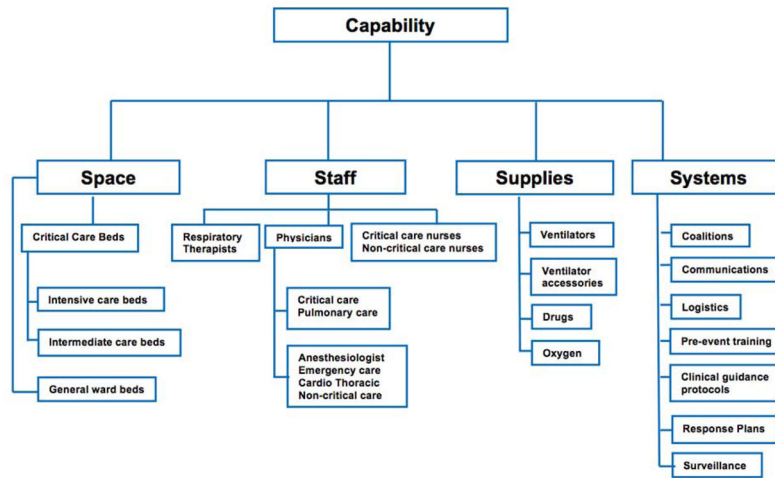 Capability
Space
Staff
Supplies
Systems
Critical Care Beds
Intensive care beds
Intermediate care beds
General ward beds
Respiratory
Therapists
Physicians
Critical care nurses
Non-critical care nurses
Critical care
Pulmonary care
Anesthesiologist
Emergency care
Cardio Thoracic
Non-critical care
Ventilators
Ventilator
accessories
Drugs
Oxygen
Coalitions
Communications
Logistics
Pre-event training
Clinical guidance
protocols
Response Plans
Surveillance